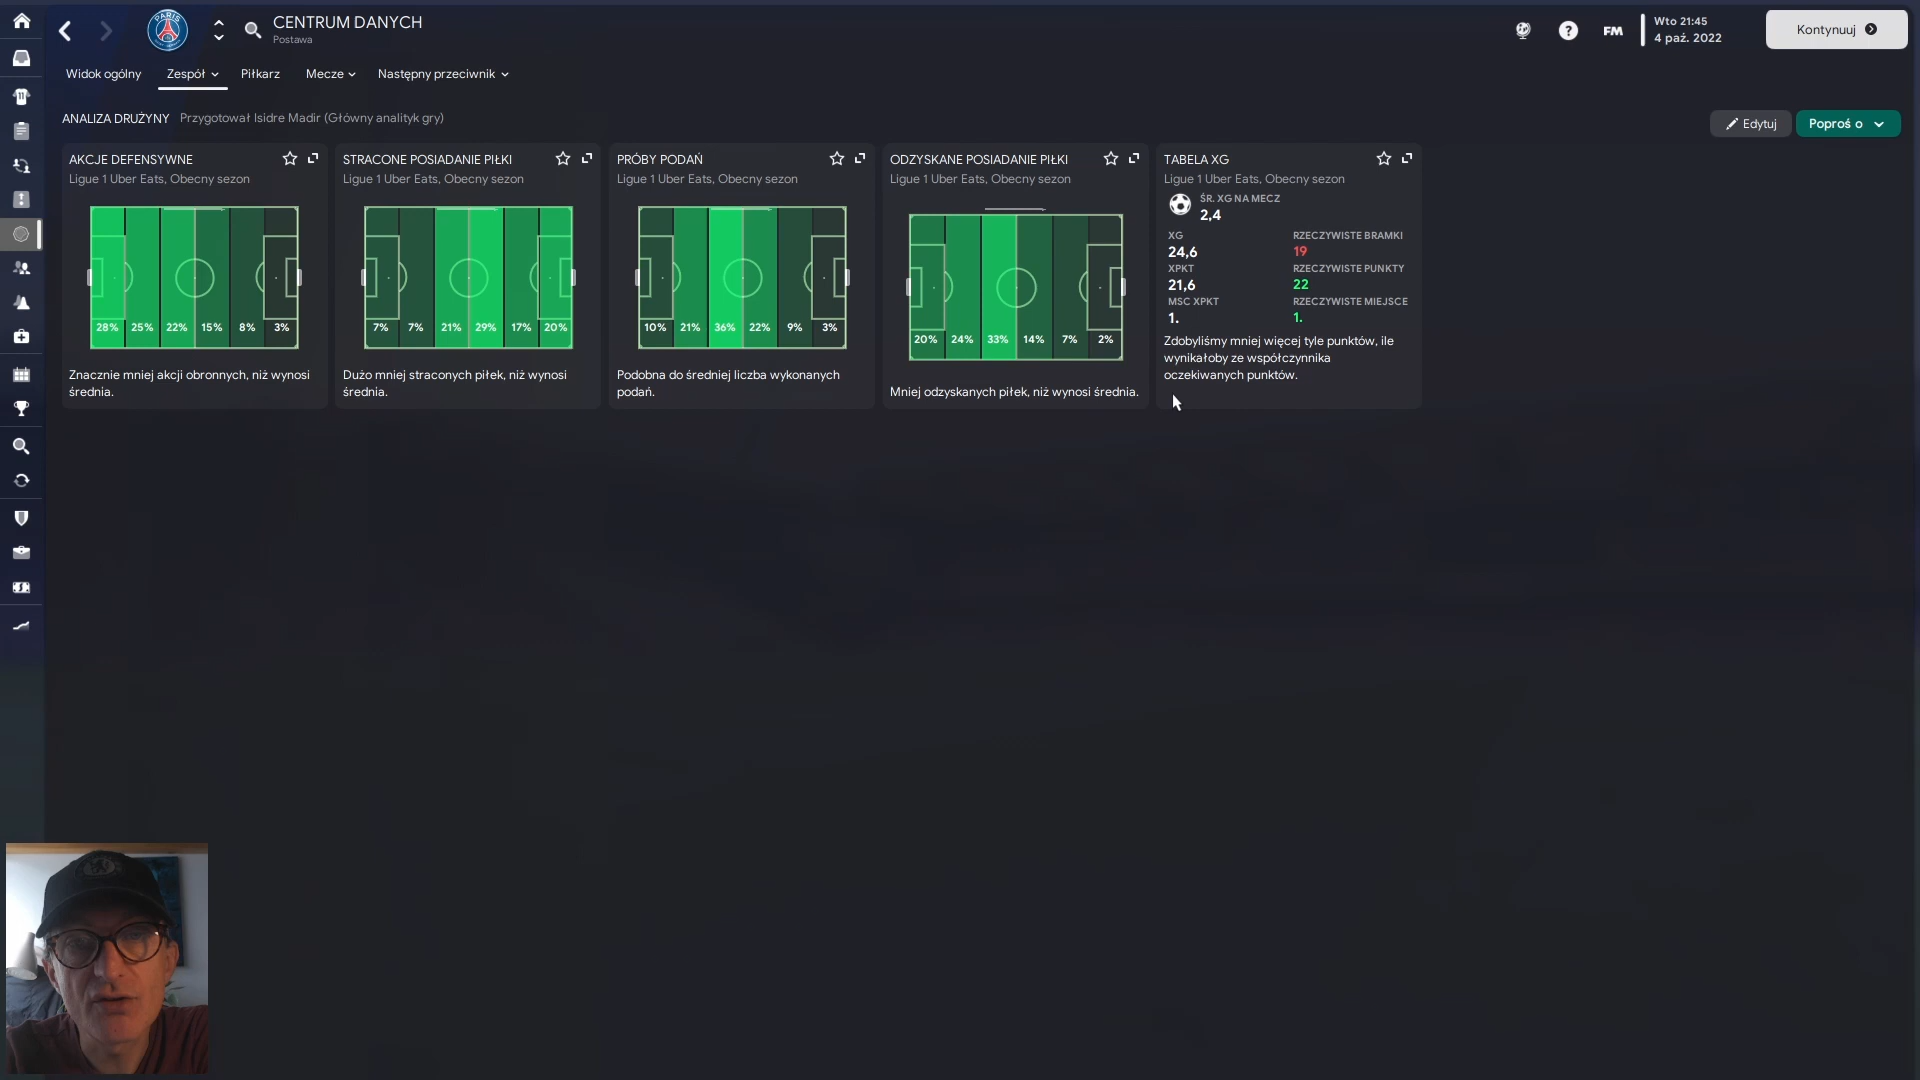 PARIS
CENTRUM DANYCH
Postawa
FM
Wto 21:45
4 paź. 2022
Kontynuuj
Widok ogólny
Zespół
Piłkarz
Mecze
Następny przeciwnik
ANALIZA DRUŻYNY Przygotował Isidre Madir (Główny analityk gry)
Edytuj
Poproś o
AKCJE DEFENSYWNE
Ligue 1 Uber Eats, Obecny sezon
28% 25% 22% 15% 8% 3%
Znacznie mniej akcji obronnych, niż wynosi
średnia.
STRACONE POSIADANIE PIŁKI
Ligue 1 Uber Eats, Obecny sezon
7% 7% 21% 29% 17% 20%
Dużo mniej straconych piłek, niż wynosi
średnia.
PRÓBY PODAŃ
Ligue 1 Uber Eats, Obecny sezon
10% 21% 36% 22% 9% 3%
Podobna do średniej liczba wykonanych
podań.
ODZYSKANE POSIADANIE PIŁKI
Ligue 1 Uber Eats, Obecny sezon
20% 24% 33% 14% 7% 2%
Mniej odzyskanych piłek, niż wynosi średnia.
TABELA XG
Ligue 1 Uber Eats, Obecny sezon
ŚR. XG NA MECZ
2,4
XG
24,6
RZECZYWISTE BRAMKI
19
XPKT
21,6
RZECZYWISTE PUNKTY
22
MSC XPKT
1.
RZECZYWISTE MIEJSCE
1.
Zdobyliśmy mniej więcej tyle punktów, ile
wynikałoby ze współczynnika
oczekiwanych punktów.